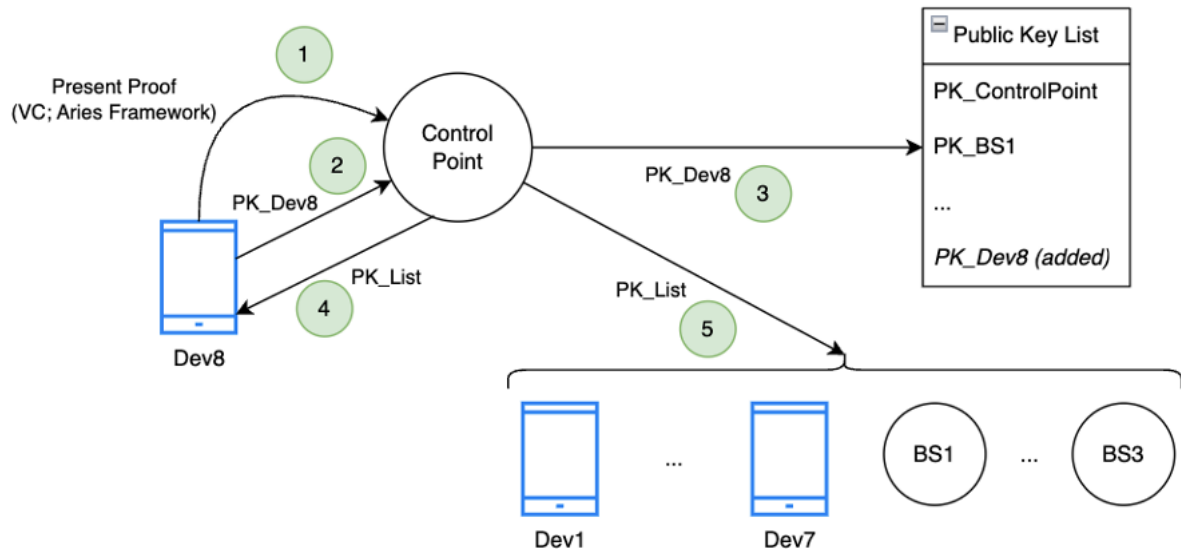 1
Present Proof
(VC; Aries Framework)
Control
Point
2
PK_Dev8
PK_List
4
Dev8
PK_Dev8
3
PK_List
5
Public Key List
PK_ControlPoint
PK_BS1
...
PK_Dev8 (added)
Dev1
...
Dev7
BS1
...
BS3